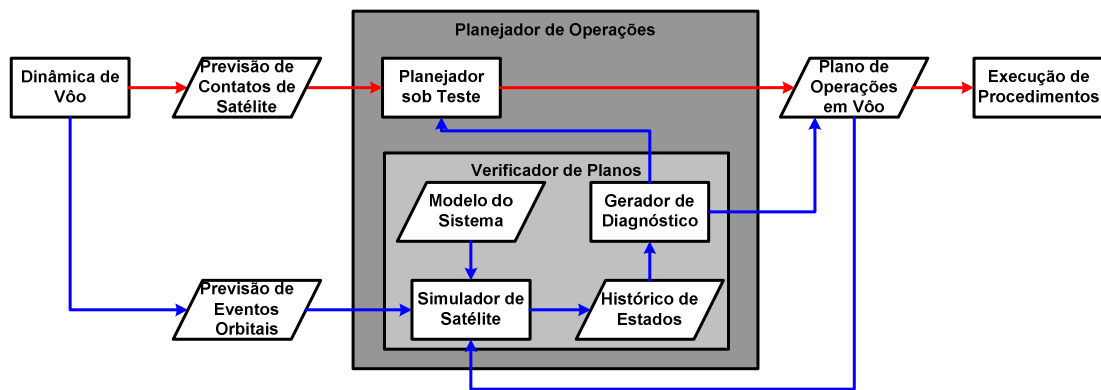 Planejador de Operações
Dinâmica de
Vôo
Previsão de
Contatos de
Satélite
Planejador
sob Teste
Plano de
Operações
em Vôo
Execução de
Procedimentos
Verificador de Planos
Modelo do
Sistema
Gerador de
Diagnóstico
Previsão de
Eventos
Orbitais
Simulador de
Satélite
Histórico de
Estados